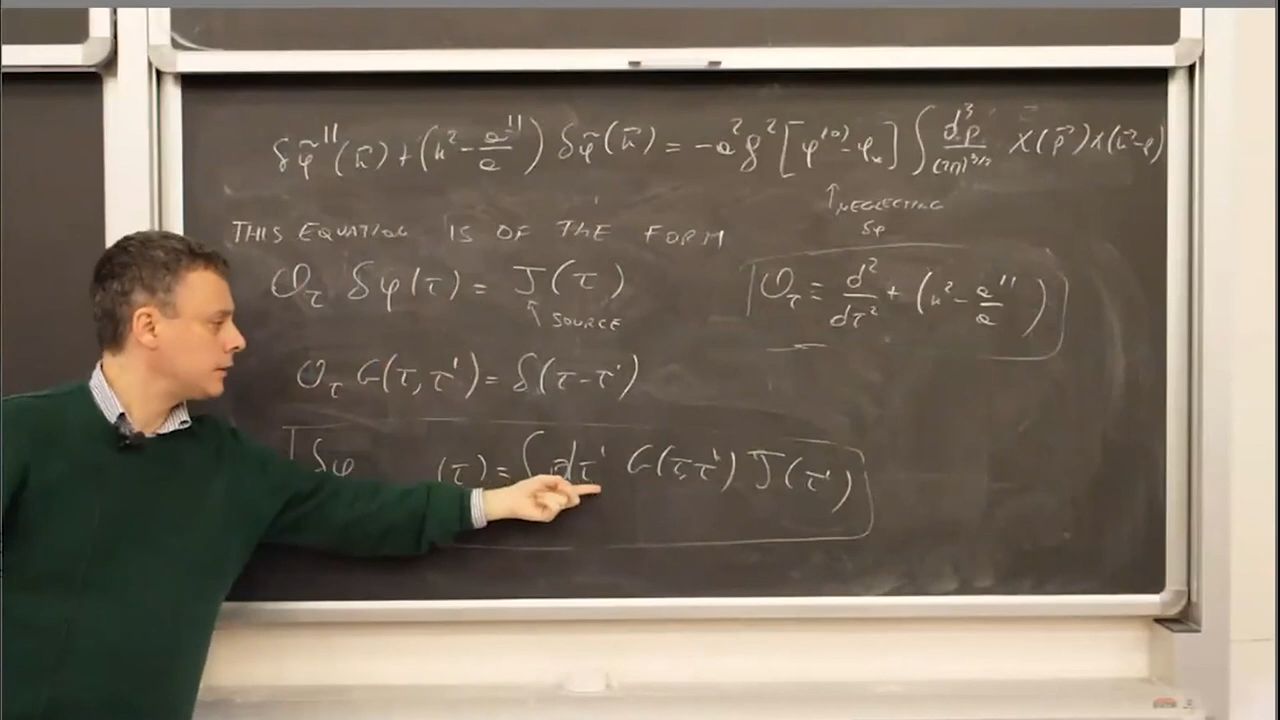 δφ̃''(k⃗)+(k²-a''/a) δφ̃(k⃗) = -a²g²[φ⁽⁰⁾-φ*] ∫ d³p/(2π)^{3/2} χ(p⃗)χ(k⃗-p⃗)
↑ NEGLECTING
δφ
THIS EQUATION IS OF THE FORM
O_τ δφ(τ) = J(τ)
↑ SOURCE
O_τ ≡ d²/dτ² + (k² - a''/a)
O_τ G(τ,τ') = δ(τ-τ')
δφ (τ) = ∫ dτ' G(τ,τ') J(τ')